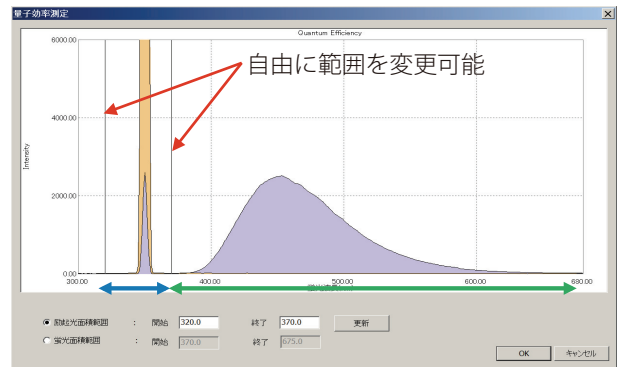 量子効率測定
Quantum Efficiency
6000.00
自由に範囲を変更可能
4000.00
Intensity
2000.00
0.00
300.00 400.00 500.00 600.00 690.00
励起光面積範囲 : 開始 320.0 終了 370.0 更新
蛍光面積範囲 : 開始 370.0 終了 675.0
OK キャンセル